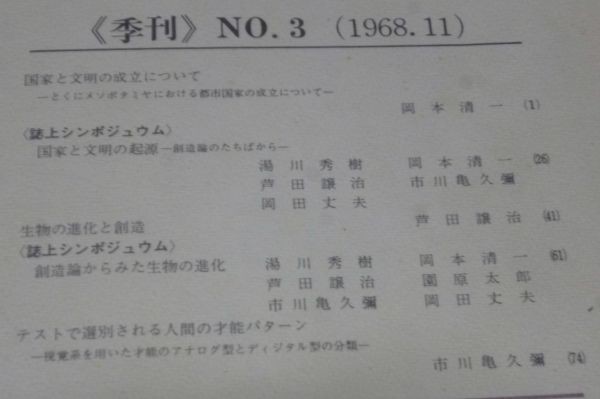 《季刊》 NO.3 (1968.11)
国家と文明の成立について
―とくにメソポタミヤにおける都市国家の成立について―
岡本清一 (1)
〈誌上シンポジュウム〉
国家と文明の起源―創造論のたちばから―
湯川秀樹 岡本清一 (26)
芦田譲治 市川亀久彌
岡田丈夫
生物の進化と創造 芦田譲治 (41)
〈誌上シンポジュウム〉
創造論からみた生物の進化 湯川秀樹 岡本清一 (61)
芦田譲治 園原太郎
市川亀久彌 岡田丈夫
テストで選別される人間の才能パターン
―視覚系を用いた才能のアナログ型とディジタル型の分類―
市川亀久彌 (74)